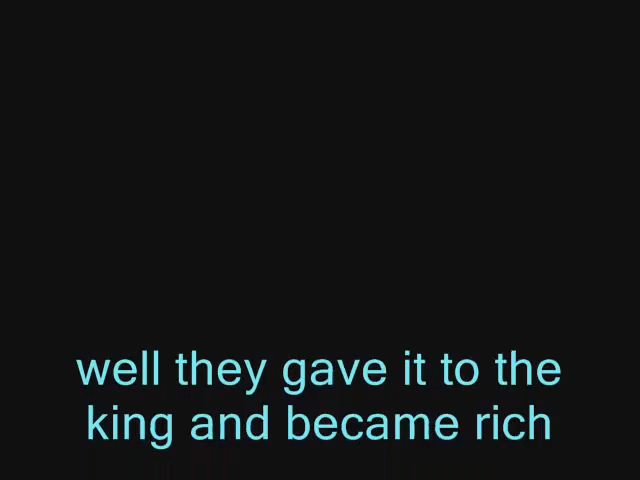 well they gave it to the
king and became rich